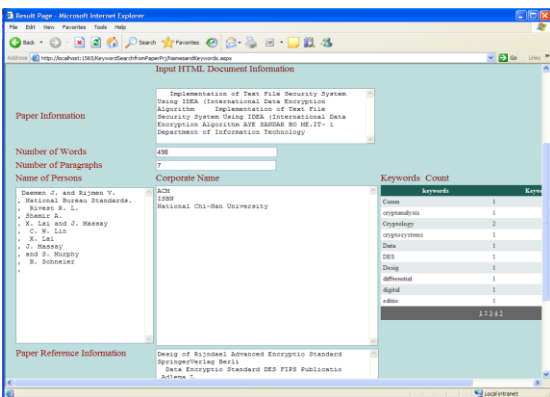 Result Page - Microsoft Internet Explorer
File Edit View Favorites Tools Help
Back Search Favorites
Address http://localhost:1565/KeywordSearchfromPaperPrj/NamesandKeywords.aspx Go Links
Input HTML Document Information
Paper Information
Implementation of Text File Security System
Using IDEA (International Data Encryption
Algorithm Implementation of Text File
Security System Using IDEA (International Data
Encryption Algorithm AYE SANDAR BO ME.IT- 1
Department of Information Technology
Number of Words 498
Number of Paragraphs 7
Name of Persons
Daemen J. and Rijmen V.
, National Bureau Standards.
, Rivest R. L.
, Shamir A.
, X. Lai and J. Massay
, C. W. Lin
, X. Lai
, J. Massay
, and S. Murphy
, B. Schneier
,
Corporate Name
ACM
ISBN
National Chi-Nan University
Keywords Count
keywords Keywo
Comm 1
cryptanalysis 1
Cryptology 2
cryptosystems 1
Data 1
DES 1
Desig 1
differential 1
digital 1
editio 1
1 2 3 4 5
Paper Reference Information
Desig of Rijndael Advanced Encryptio Standard
SpringerVerlag Berli
Data Encryptio Standard DES FIPS Publicatio
Adlema L
Local intranet